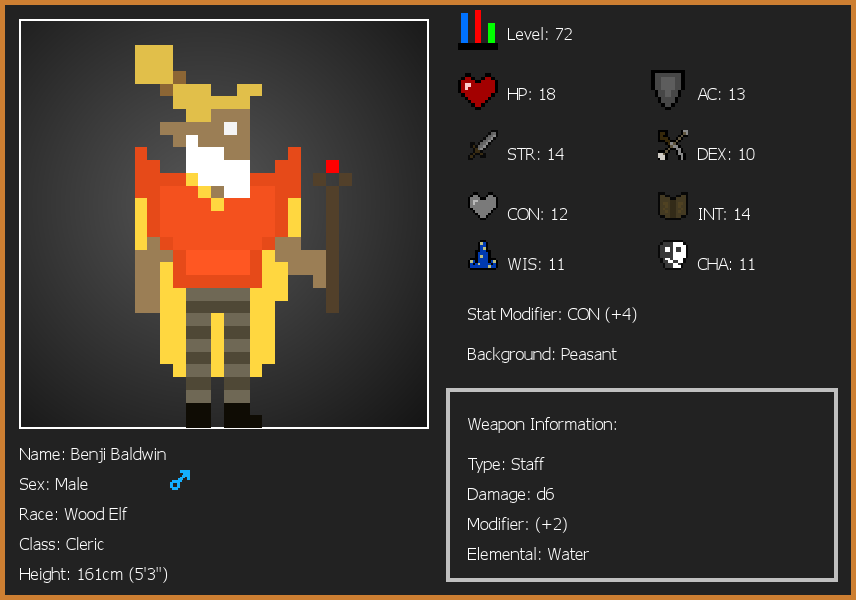 Level: 72
HP: 18
AC: 13
STR: 14
DEX: 10
CON: 12
INT: 14
WIS: 11
CHA: 11
Stat Modifier: CON (+4)
Background: Peasant
Weapon Information:
Type: Staff
Damage: d6
Modifier: (+2)
Elemental: Water
Name: Benji Baldwin
Sex: Male
Race: Wood Elf
Class: Cleric
Height: 161cm (5'3")